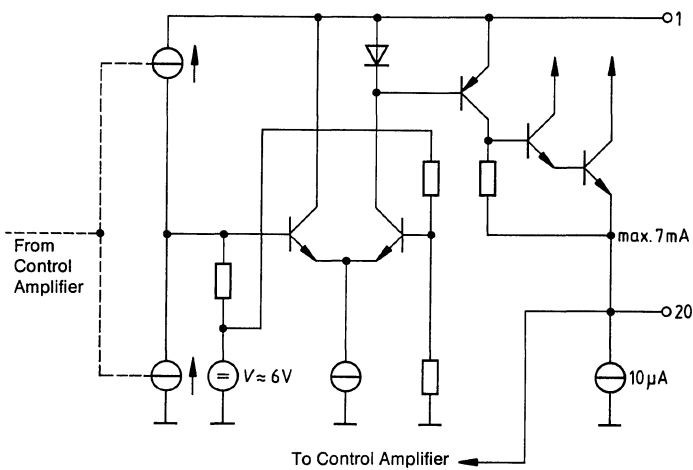 1
From
Control
Amplifier
max.7mA
20
= V≈6V
10µA
To Control Amplifier